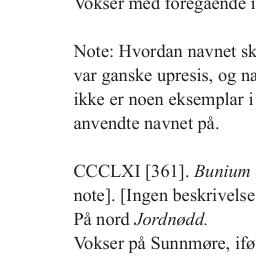 Vokser med foregående i
Note: Hvordan navnet sk
var ganske upresis, og na
ikke er noen eksemplar i
anvendte navnet på.
CCCLXI [361]. Bunium
note]. [Ingen beskrivelse
På nord Jordnødd.
Vokser på Sunnmøre, ifø